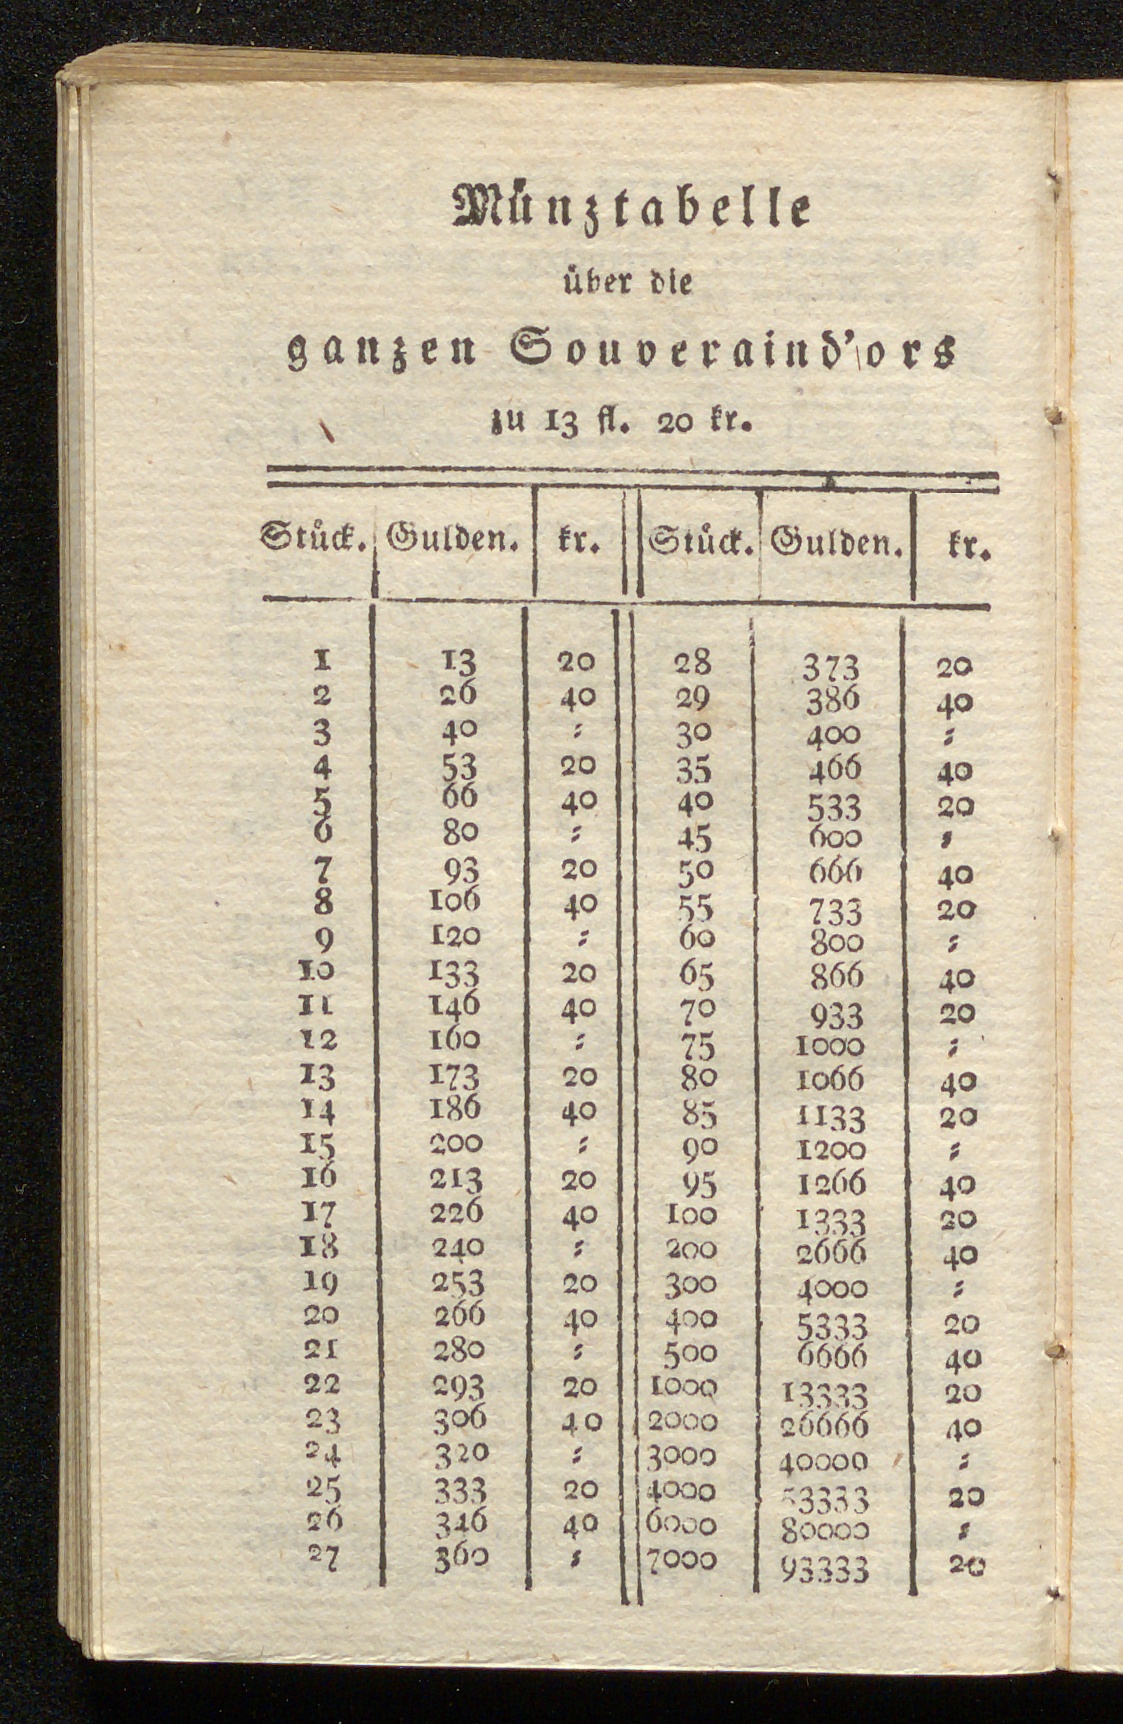 Münztabelle
über die
ganzen Souveraind'ors
zu 13 fl. 20 kr.
Stück. Gulden. kr. Stück. Gulden. kr.
1 13 20 28 373 20
2 26 40 29 386 40
3 40 = 30 400 =
4 53 20 35 466 40
5 66 40 40 533 20
6 80 = 45 600 =
7 93 20 50 666 40
8 106 40 55 733 20
9 120 = 60 800 =
10 133 20 65 866 40
11 146 40 70 933 20
12 160 = 75 1000 =
13 173 20 80 1066 40
14 186 40 85 1133 20
15 200 = 90 1200 =
16 213 20 95 1266 40
17 226 40 100 1333 20
18 240 = 200 2666 40
19 253 20 300 4000 =
20 266 40 400 5333 20
21 280 = 500 6666 40
22 293 20 1000 13333 20
23 306 40 2000 26666 40
24 320 = 3000 40000 =
25 333 20 4000 53333 20
26 346 40 6000 80000 =
27 360 = 7000 93333 20